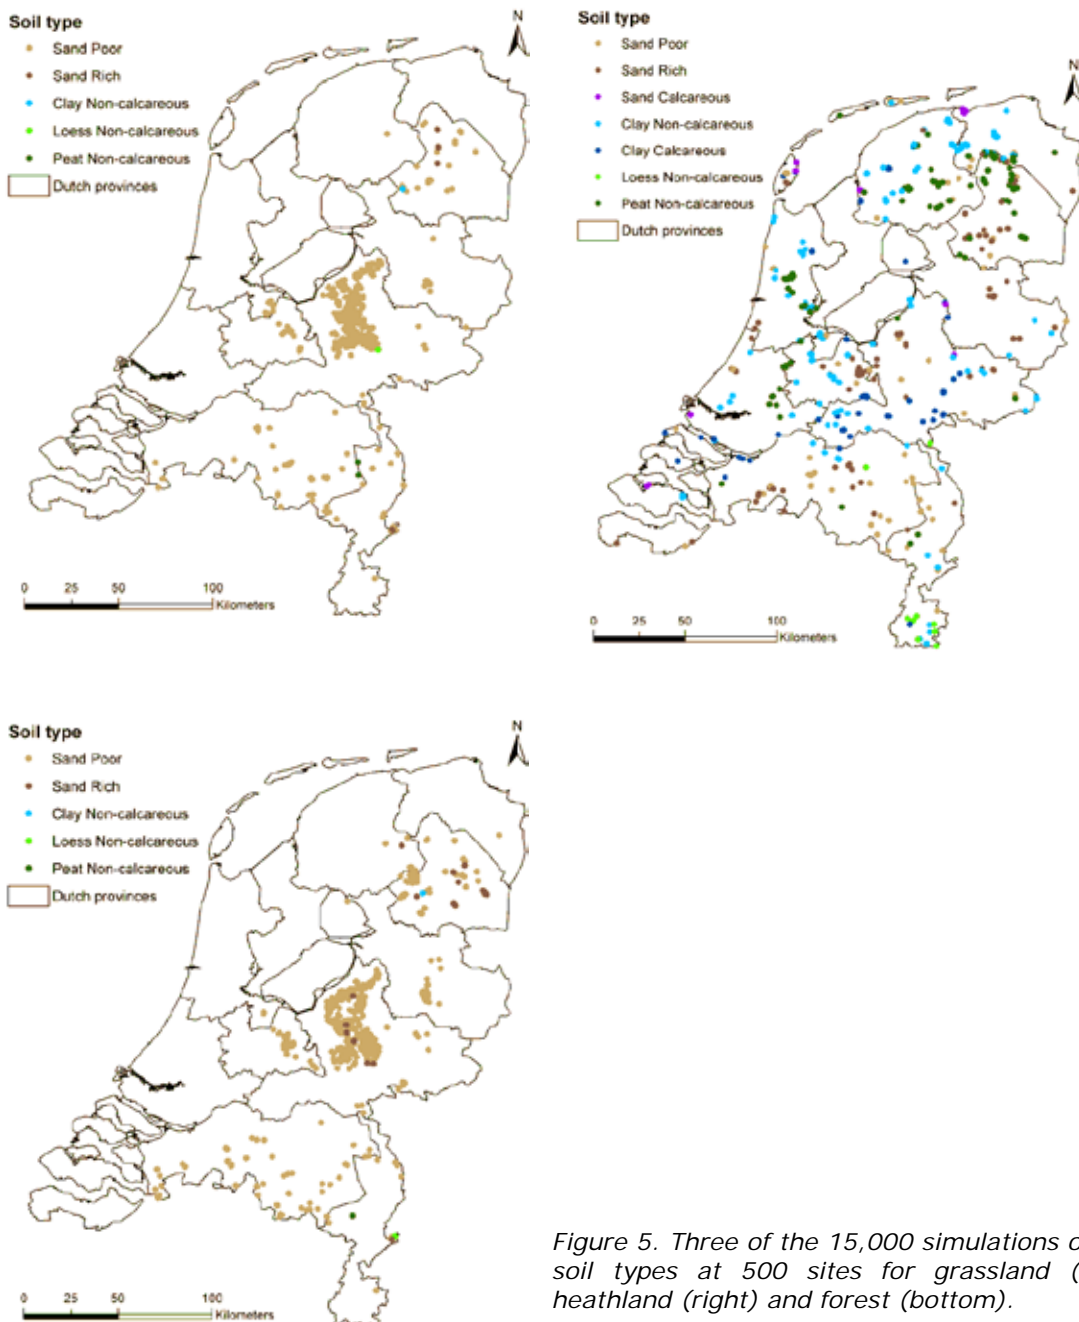 Soil type
N
Sand Poor
Sand Rich
Clay Non-calcareous
Loess Non-calcareous
Peat Non-calcareous
Dutch provinces
0 25 50 100
Kilometers
Soil type
N
Sand Poor
Sand Rich
Sand Calcareous
Clay Non-calcareous
Clay Calcareous
Loess Non-calcareous
Peat Non-calcareous
Dutch provinces
0 25 50 100
Kilometers
Soil type
N
Sand Poor
Sand Rich
Clay Non-calcareous
Loess Non-calcareous
Peat Non-calcareous
Dutch provinces
0 25 50 100
Kilometers
Figure 5. Three of the 15,000 simulations
soil types at 500 sites for grassland (
heathland (right) and forest (bottom).